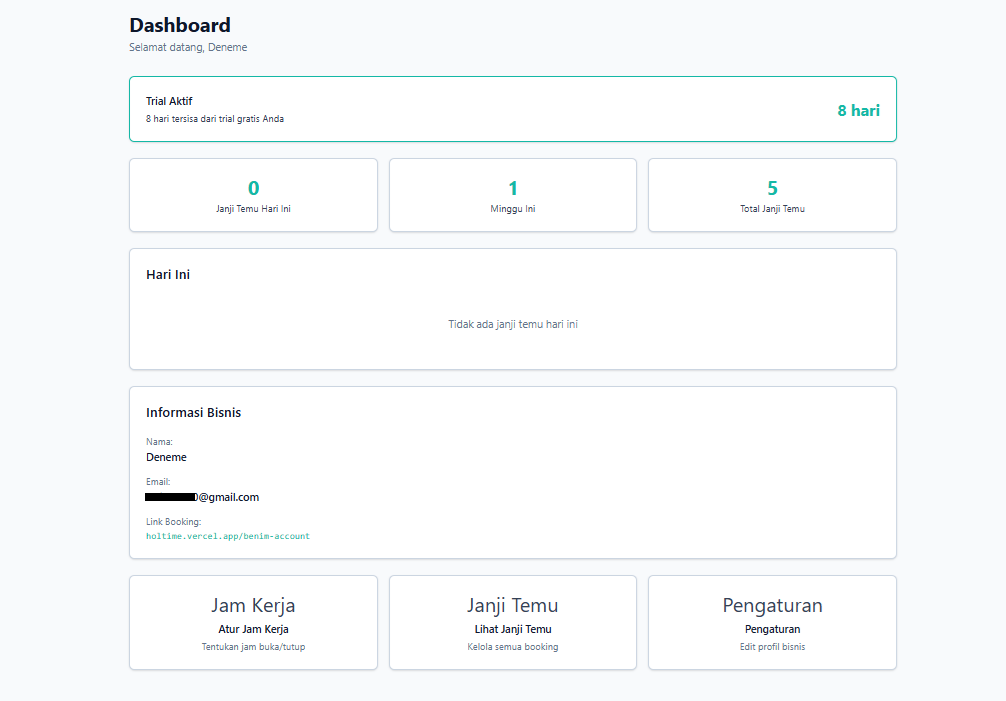 Dashboard
Selamat datang, Deneme
Trial Aktif
8 hari tersisa dari trial gratis Anda
8 hari
0
Janji Temu Hari Ini
1
Minggu Ini
5
Total Janji Temu
Hari Ini
Tidak ada janji temu hari ini
Informasi Bisnis
Nama:
Deneme
Email:
0@gmail.com
Link Booking:
holtime.vercel.app/benim-account
Jam Kerja
Atur Jam Kerja
Tentukan jam buka/tutup
Janji Temu
Lihat Janji Temu
Kelola semua booking
Pengaturan
Pengaturan
Edit profil bisnis